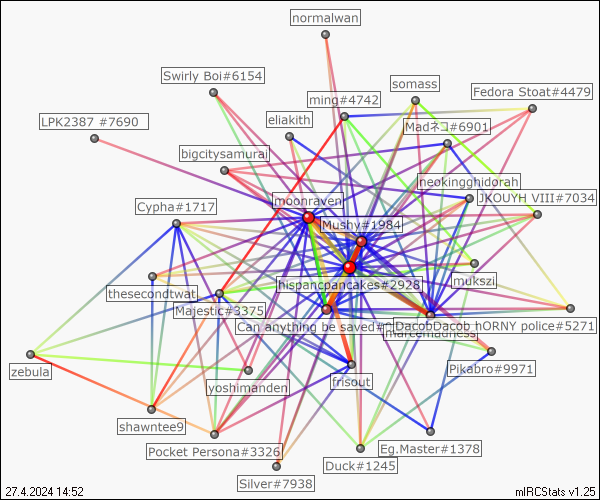 normalwan
Swirly Boi#6154
somass
Fedora Stoat#4479
ming#4742
LPK2387 #7690
eliakith
Madネコ#6901
bigcitysamurai
neokingghidorah
moonraven
JKOUYH VIII#7034
Cypha#1717
Mushy#1984
mukszi
hispancpancakes#2928
thesecondtwat
Majestic#3375
Can anything be saved#
DacobDacob hORNY police#5271
marcemadness
Pikabro#9971
zebula
yoshimanden
frisout
shawntee9
Pocket Persona#3326
Eg.Master#1378
Duck#1245
Silver#7938
27.4.2024 14:52
mIRCStats v1.25